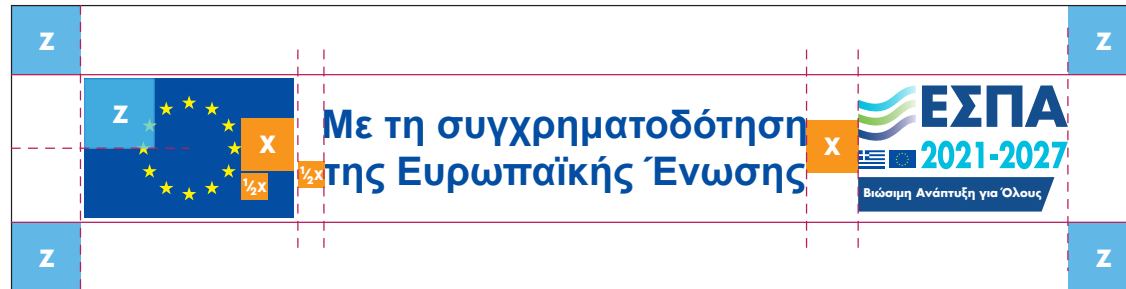 Z
Z
Z
X
½X
½X
Με τη συγχρηματοδότηση
της Ευρωπαϊκής Ένωσης
X
ΕΣΠΑ
2021-2027
Βιώσιμη Ανάπτυξη για Όλους
Z
Z